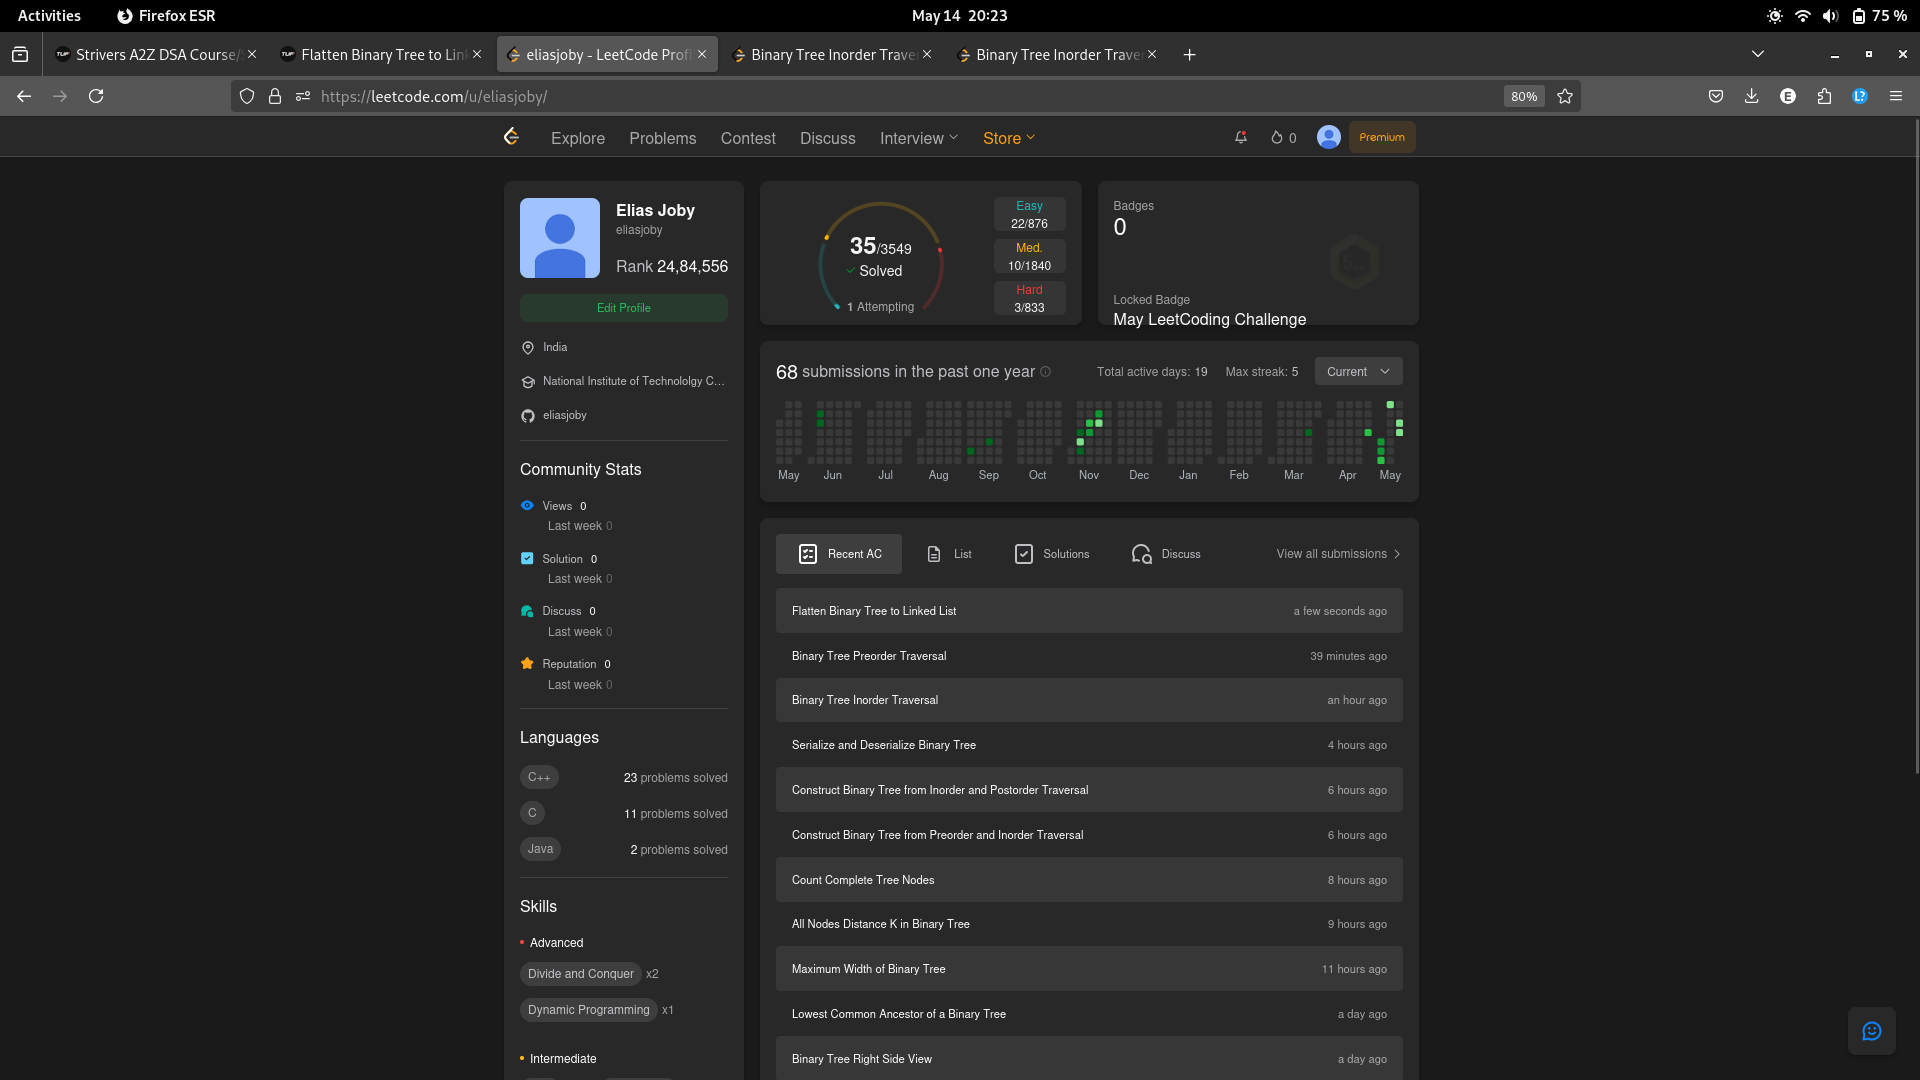 Activities
Firefox ESR
May 14 20:23
75 %
Strivers A2Z DSA Course/
Flatten Binary Tree to Lin
eliasjoby - LeetCode Prof
Binary Tree Inorder Trave
Binary Tree Inorder Trave
https://leetcode.com/u/eliasjoby/
80%
E
L?
Explore
Problems
Contest
Discuss
Interview
Store
0
Premium
Elias Joby
eliasjoby
Rank 24,84,556
Edit Profile
India
National Institute of Technololgy C...
eliasjoby
Community Stats
Views 0
Last week 0
Solution 0
Last week 0
Discuss 0
Last week 0
Reputation 0
Last week 0
Languages
C++
23 problems solved
C
11 problems solved
Java
2 problems solved
Skills
Advanced
Divide and Conquer x2
Dynamic Programming x1
Intermediate
35/3549
Solved
1 Attempting
Easy
22/876
Med.
10/1840
Hard
3/833
Badges
0
Locked Badge
May LeetCoding Challenge
68 submissions in the past one year
Total active days: 19
Max streak: 5
Current
May Jun Jul Aug Sep Oct Nov Dec Jan Feb Mar Apr May
Recent AC
List
Solutions
Discuss
View all submissions
Flatten Binary Tree to Linked List
a few seconds ago
Binary Tree Preorder Traversal
39 minutes ago
Binary Tree Inorder Traversal
an hour ago
Serialize and Deserialize Binary Tree
4 hours ago
Construct Binary Tree from Inorder and Postorder Traversal
6 hours ago
Construct Binary Tree from Preorder and Inorder Traversal
6 hours ago
Count Complete Tree Nodes
8 hours ago
All Nodes Distance K in Binary Tree
9 hours ago
Maximum Width of Binary Tree
11 hours ago
Lowest Common Ancestor of a Binary Tree
a day ago
Binary Tree Right Side View
a day ago